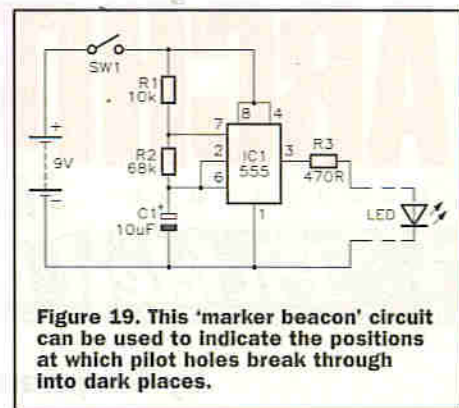 SW1
R1
10k
8 4
7
R2
68k
2
6
IC1
555
3
R3
470R
9V
+
−
C1
+
10uF
1
LED
Figure 19. This 'marker beacon' circuit
can be used to indicate the positions
at which pilot holes break through
into dark places.